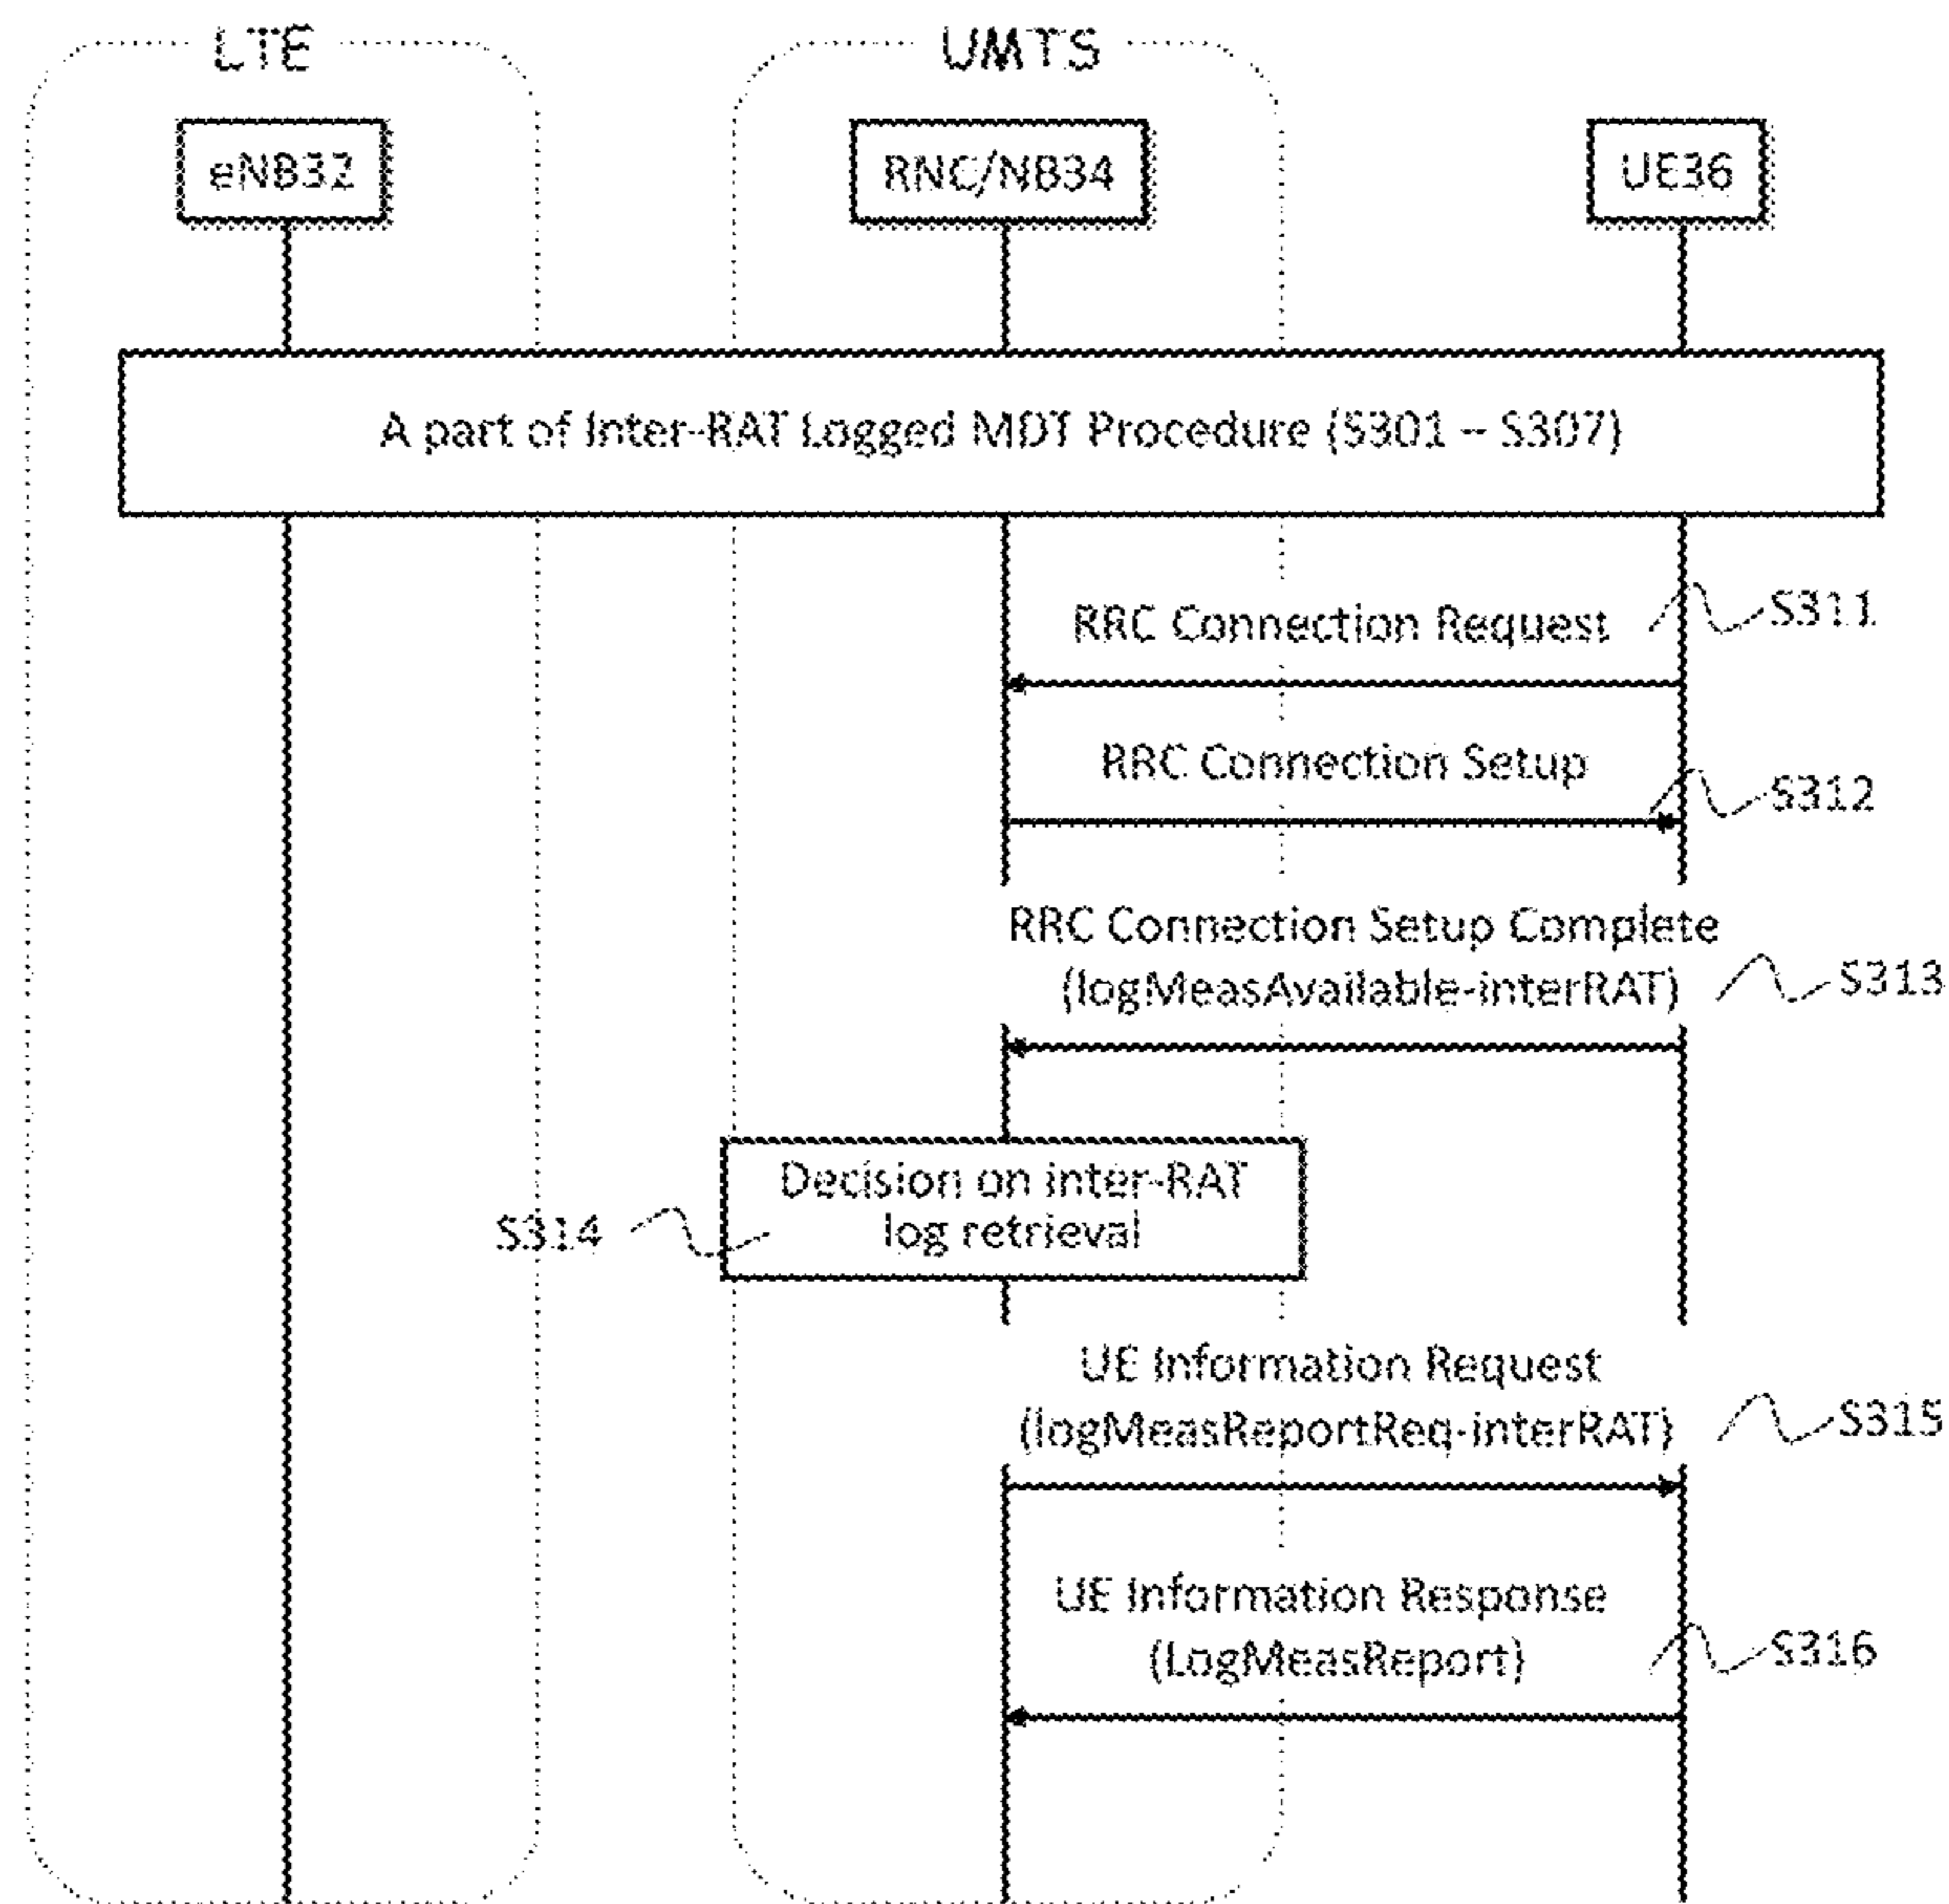 LTE
UMTS
eNB32
RNC/NB34
UE36
A part of Inter-RAT Logged MDT Procedure (S301 – S307)
RRC Connection Request
S311
RRC Connection Setup
S312
RRC Connection Setup Complete
(logMeasAvailable-interRAT)
S313
Decision on inter-RAT
log retrieval
S314
UE Information Request
(logMeasReportReq-interRAT)
S315
UE Information Response
(LogMeasReport)
S316